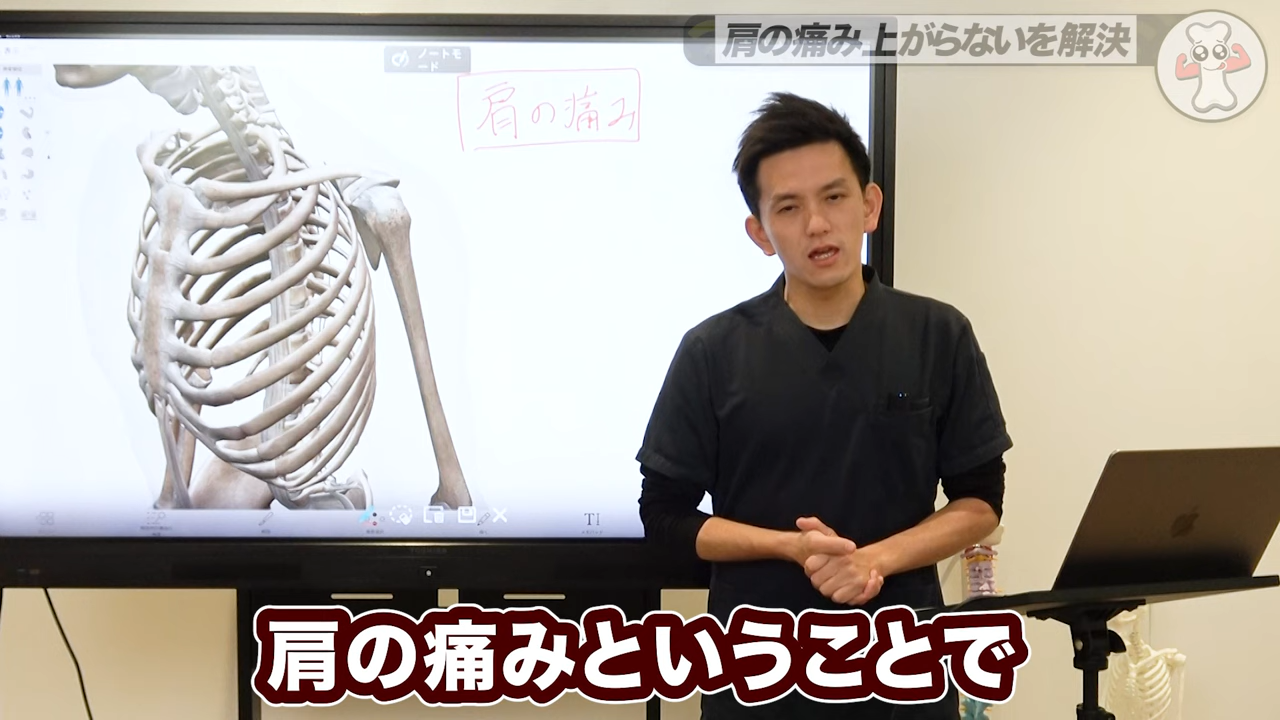 肩の痛み上がらないを解決
ノートモ
ード
肩の痛み
TI
肩の痛みということで